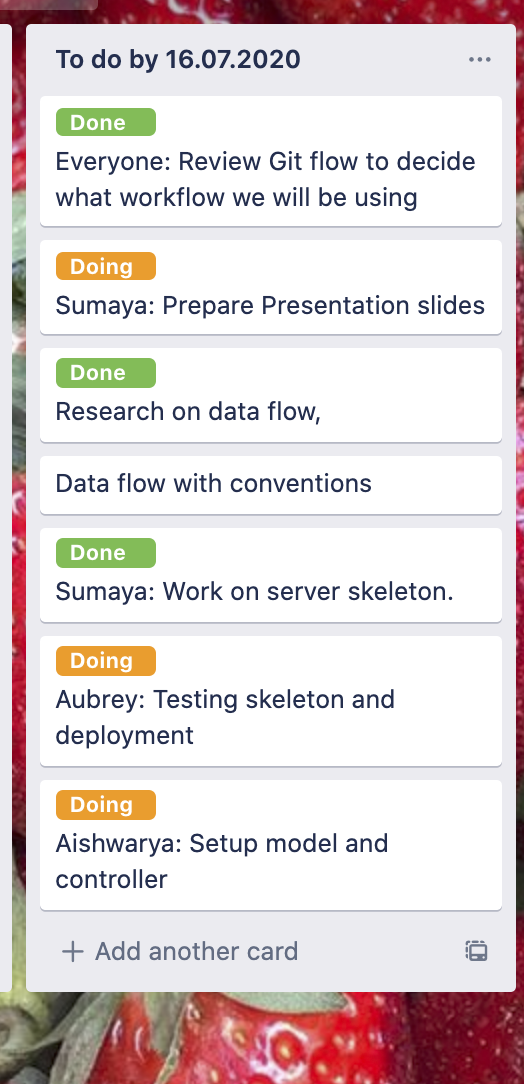 To do by 16.07.2020
Done
Everyone: Review Git flow to decide
what workflow we will be using
Doing
Sumaya: Prepare Presentation slides
Done
Research on data flow,
Data flow with conventions
Done
Sumaya: Work on server skeleton.
Doing
Aubrey: Testing skeleton and
deployment
Doing
Aishwarya: Setup model and
controller
Add another card